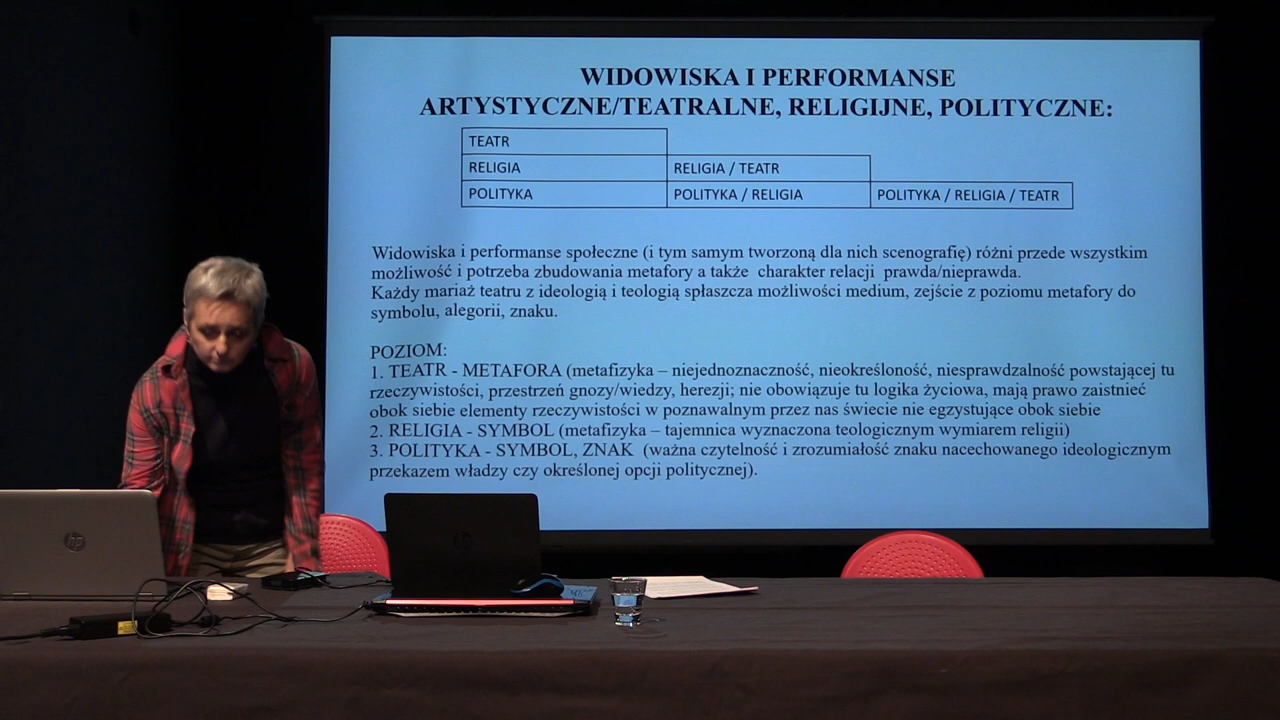 WIDOWISKA I PERFORMANSE
ARTYSTYCZNE/TEATRALNE, RELIGIJNE, POLITYCZNE:
TEATR
RELIGIA RELIGIA / TEATR
POLITYKA POLITYKA / RELIGIA POLITYKA / RELIGIA / TEATR
Widowiska i performanse społeczne (i tym samym tworzoną dla nich scenografię) różni przede wszystkim
możliwość i potrzeba zbudowania metafory a także charakter relacji prawda/nieprawda.
Każdy mariaż teatru z ideologią i teologią spłaszcza możliwości medium, zejście z poziomu metafory do
symbolu, alegorii, znaku.
POZIOM:
1. TEATR - METAFORA (metafizyka – niejednoznaczność, nieokreśloność, niesprawdzalność powstającej tu
rzeczywistości, przestrzeń gnozy/wiedzy, herezji; nie obowiązuje tu logika życiowa, mają prawo zaistnieć
obok siebie elementy rzeczywistości w poznawalnym przez nas świecie nie egzystujące obok siebie
2. RELIGIA - SYMBOL (metafizyka – tajemnica wyznaczona teologicznym wymiarem religii)
3. POLITYKA - SYMBOL, ZNAK (ważna czytelność i zrozumiałość znaku nacechowanego ideologicznym
przekazem władzy czy określonej opcji politycznej).
hp